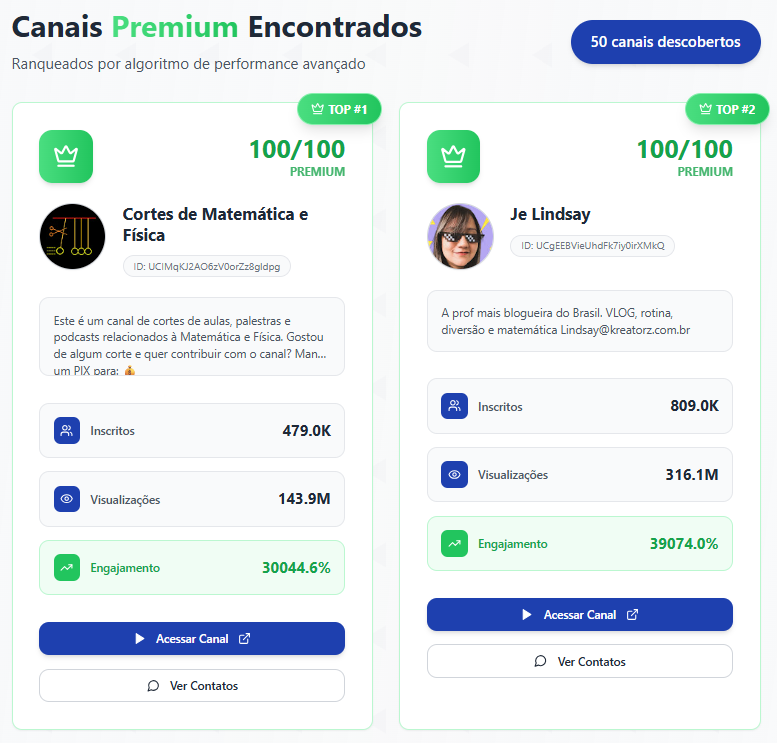 Canais Premium Encontrados
Ranqueados por algoritmo de performance avançado
50 canais descobertos
TOP #1
100/100
PREMIUM
Cortes de Matemática e
Física
ID: UCIMqKJ2AO6zV0orZz8gldpg
Este é um canal de cortes de aulas, palestras e
podcasts relacionados à Matemática e Física. Gostou
de algum corte e quer contribuir com o canal? Man...
um PIX para: 💰
Inscritos
479.0K
Visualizações
143.9M
Engajamento
30044.6%
Acessar Canal
Ver Contatos
TOP #2
100/100
PREMIUM
Je Lindsay
ID: UCgEEBVieUhdFk7iy0irXMkQ
A prof mais blogueira do Brasil. VLOG, rotina,
diversão e matemática Lindsay@kreatorz.com.br
Inscritos
809.0K
Visualizações
316.1M
Engajamento
39074.0%
Acessar Canal
Ver Contatos